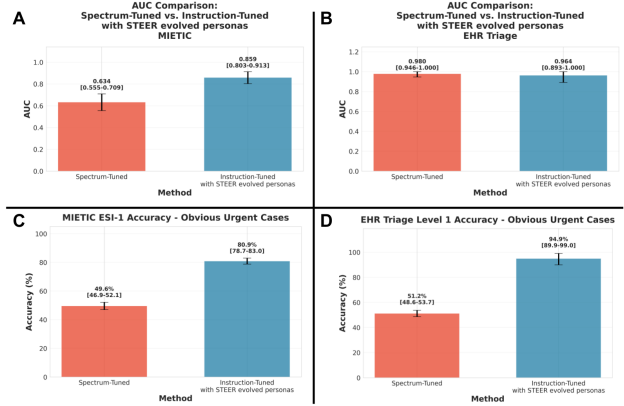 A
AUC Comparison:
Spectrum-Tuned vs. Instruction-Tuned
with STEER evolved personas
MIETIC
AUC
1.0
0.8
0.6
0.4
0.2
0.0
0.634
[0.555-0.709]
0.859
[0.803-0.913]
Spectrum-Tuned
Instruction-Tuned
with STEER evolved personas
Method
B
AUC Comparison:
Spectrum-Tuned vs. Instruction-Tuned
with STEER evolved personas
EHR Triage
AUC
1.0
0.8
0.6
0.4
0.2
0.0
0.980
[0.946-1.000]
0.964
[0.893-1.000]
Spectrum-Tuned
Instruction-Tuned
with STEER evolved personas
Method
C
MIETIC ESI-1 Accuracy - Obvious Urgent Cases
Accuracy (%)
100
80
60
40
20
0
49.6%
[46.9-52.1]
80.9%
[78.7-83.0]
Spectrum-Tuned
Instruction-Tuned
with STEER evolved personas
Method
D
EHR Triage Level 1 Accuracy - Obvious Urgent Cases
Accuracy (%)
100
80
60
40
20
0
51.2%
[48.6-53.7]
94.9%
[89.9-99.0]
Spectrum-Tuned
Instruction-Tuned
with STEER evolved personas
Method